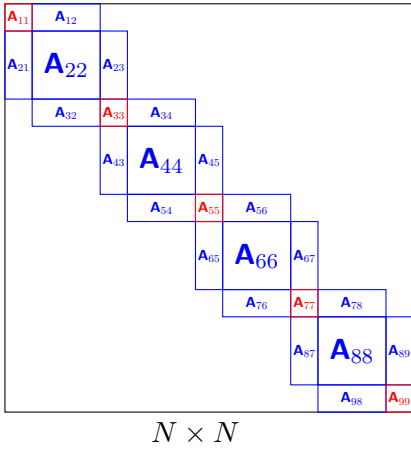 A₁₁ A₁₂
A₂₁ A₂₂ A₂₃
A₃₂ A₃₃ A₃₄
A₄₃ A₄₄ A₄₅
A₅₄ A₅₅ A₅₆
A₆₅ A₆₆ A₆₇
A₇₆ A₇₇ A₇₈
A₈₇ A₈₈ A₈₉
A₉₈ A₉₉
N × N